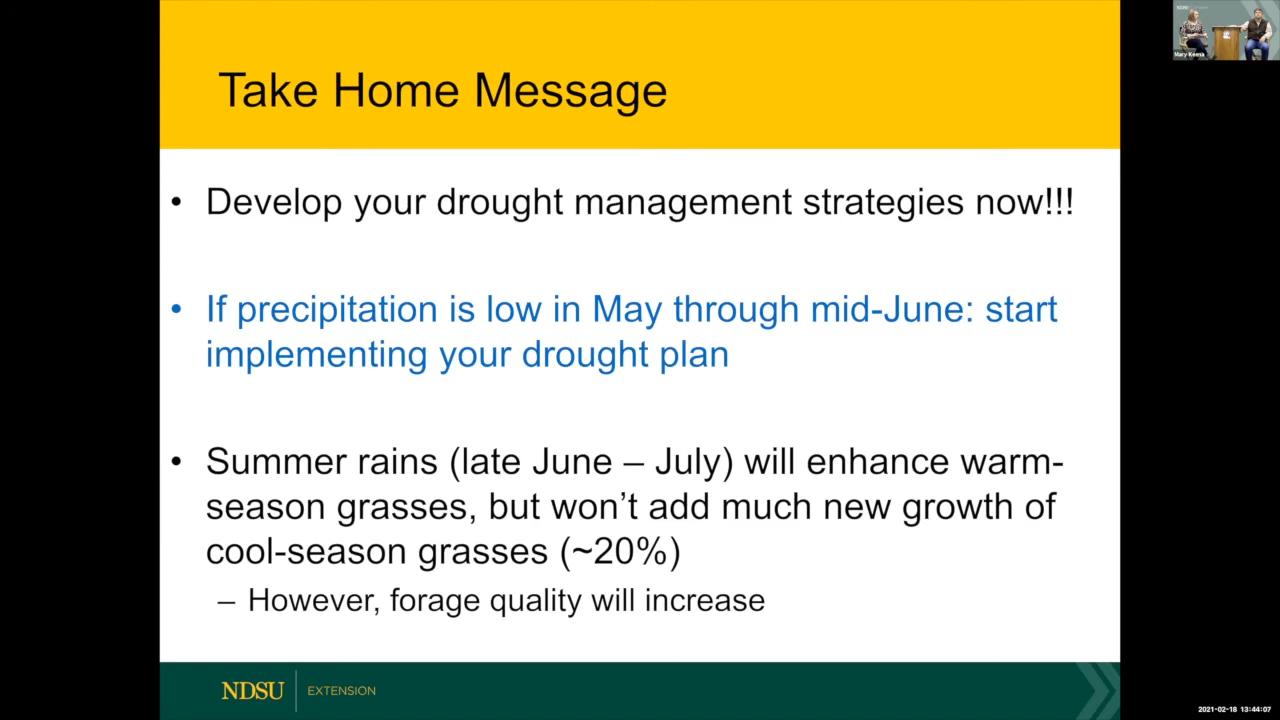 Take Home Message
• Develop your drought management strategies now!!!
• If precipitation is low in May through mid-June: start
implementing your drought plan
• Summer rains (late June – July) will enhance warm-
season grasses, but won't add much new growth of
cool-season grasses (~20%)
– However, forage quality will increase
NDSU EXTENSION
NDSU
Mary Keena
2021-02-18 13:44:07